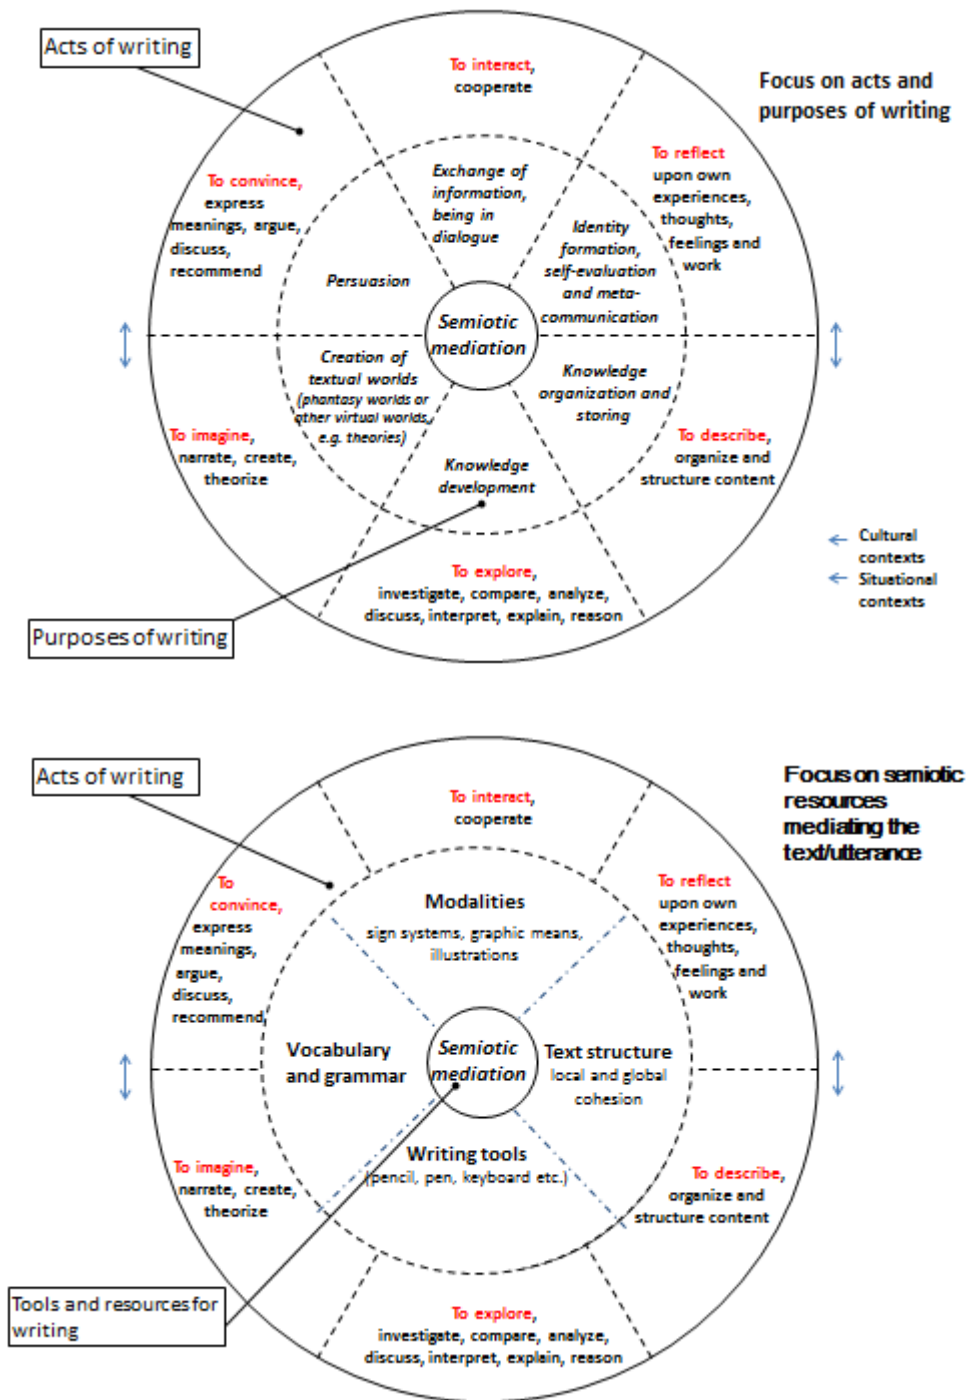 Acts of writing
To interact,
cooperate
Focus on acts and
purposes of writing
To convince,
express
meanings, argue,
discuss,
recommend
Exchange of
information,
being in
dialogue
To reflect
upon own
experiences,
thoughts,
feelings and
work
Identity
formation,
self-evaluation
and meta-
communication
Persuasion
Semiotic
mediation
Creation of
textual worlds
(phantasy worlds or
other virtual worlds,
e.g. theories)
Knowledge
organization and
storing
To imagine,
narrate, create,
theorize
Knowledge
development
To describe,
organize and
structure content
Cultural
contexts
Situational
contexts
To explore,
investigate, compare, analyze,
discuss, interpret, explain, reason
Purposes of writing
Acts of writing
To interact,
cooperate
Focus on semiotic
resources
mediating the
text/utterance
To
convince,
express
meanings,
argue,
discuss,
recommend,
Modalities
sign systems, graphic means,
illustrations
To reflect
upon own
experiences,
thoughts,
feelings and
work
Vocabulary
and grammar
Semiotic
mediation
Text structure
local and global
cohesion
Writing tools
(pencil, pen, keyboard etc.)
To imagine,
narrate, create,
theorize
To describe,
organize and
structure content
Tools and resources for
writing
To explore,
investigate, compare, analyze,
discuss, interpret, explain, reason